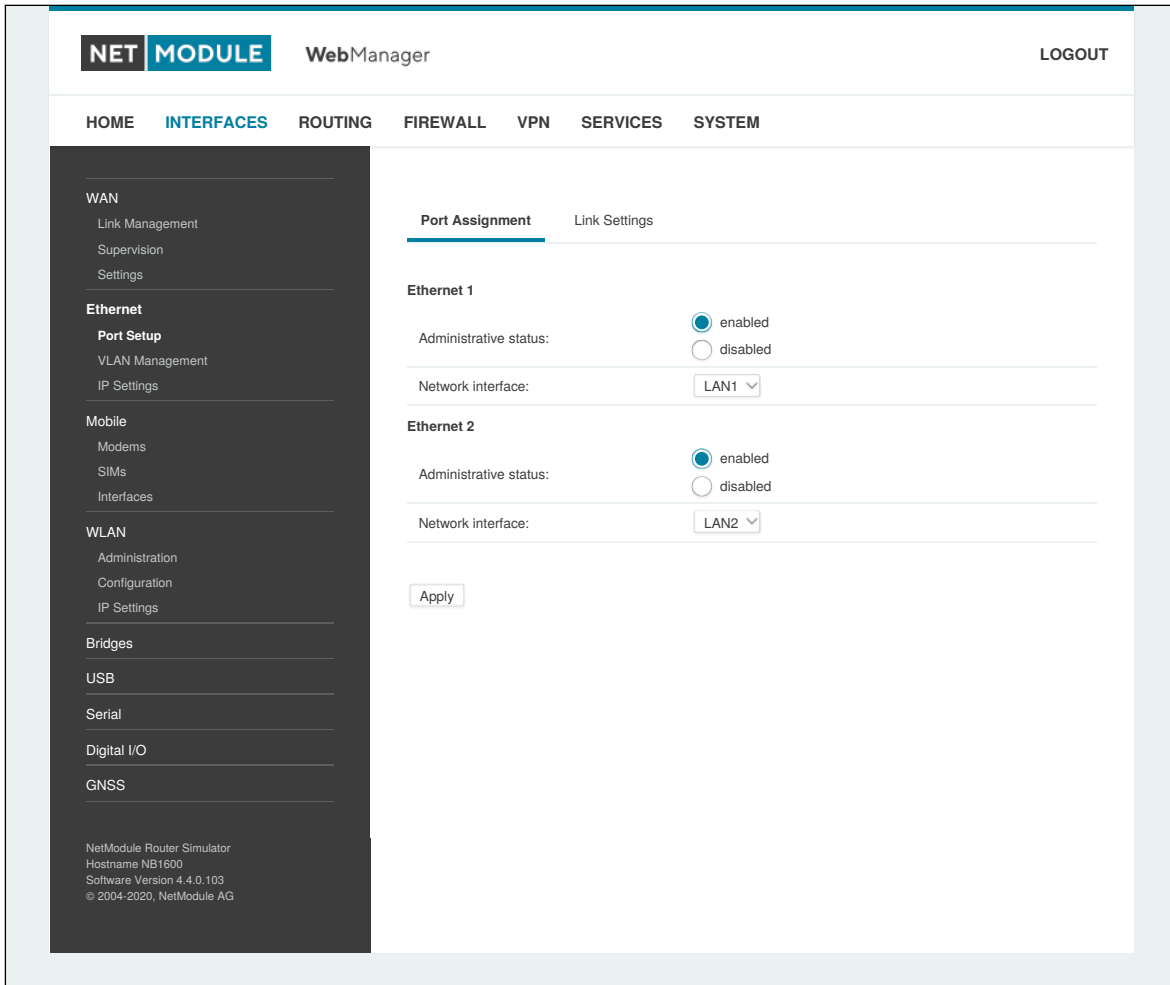 NET MODULE WebManager LOGOUT
HOME INTERFACES ROUTING FIREWALL VPN SERVICES SYSTEM
WAN
Link Management
Supervision
Settings
Ethernet
Port Setup
VLAN Management
IP Settings
Mobile
Modems
SIMs
Interfaces
WLAN
Administration
Configuration
IP Settings
Bridges
USB
Serial
Digital I/O
GNSS
NetModule Router Simulator
Hostname NB1600
Software Version 4.4.0.103
© 2004-2020, NetModule AG
Port Assignment Link Settings
Ethernet 1
Administrative status: enabled
disabled
Network interface: LAN1
Ethernet 2
Administrative status: enabled
disabled
Network interface: LAN2
Apply